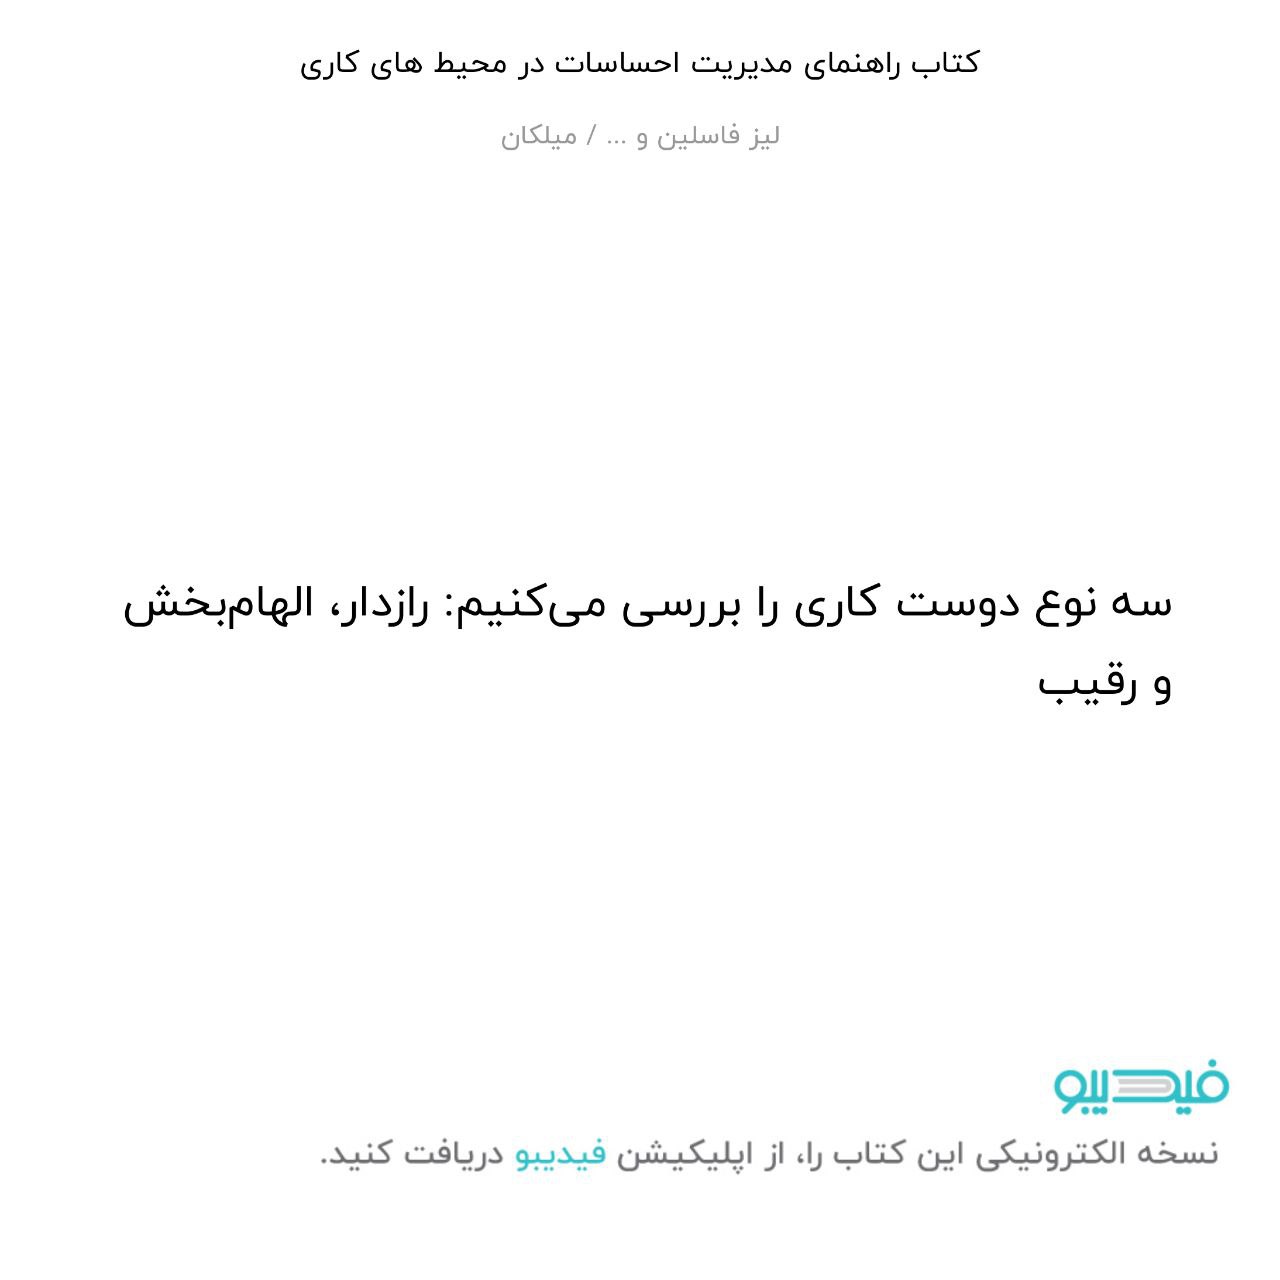 کتاب راهنمای مدیریت احساسات در محیط های کاری
لیز فاسلین و ... / میلکان
سه نوع دوست کاری را بررسی می‌کنیم: رازدار، الهام‌بخش
و رقیب
فیدیبو
نسخه الکترونیکی این کتاب را، از اپلیکیشن فیدیبو دریافت کنید.